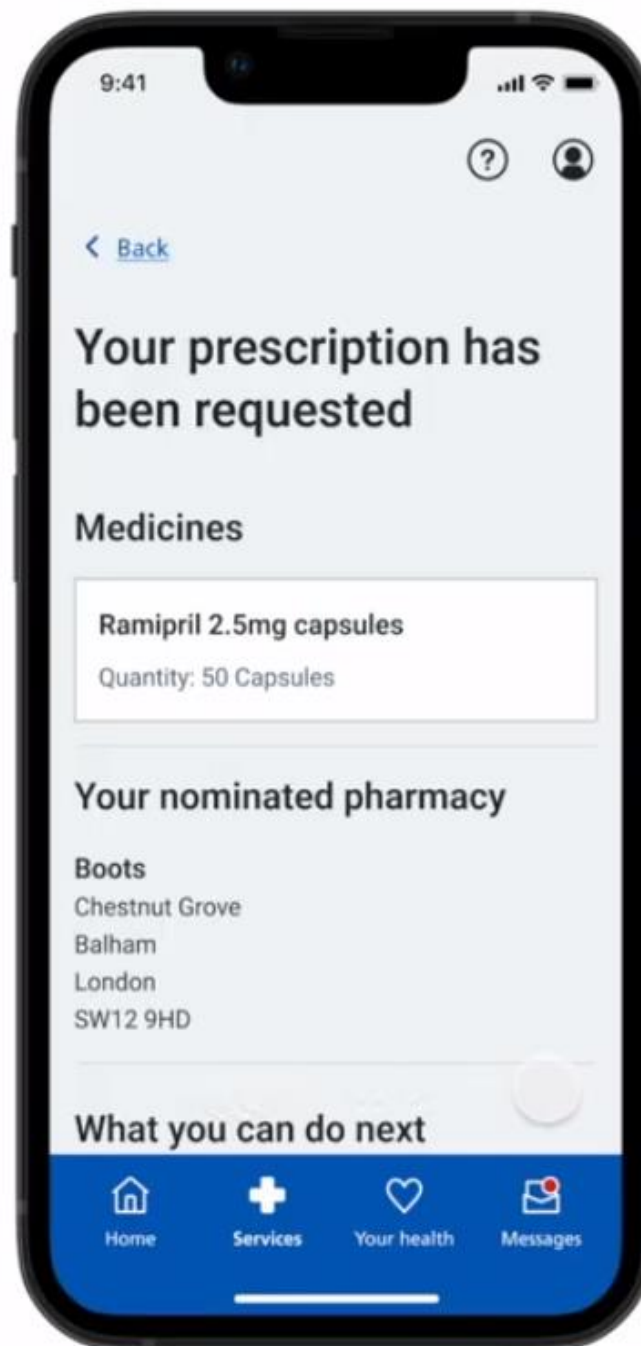 9:41
?
Back
Your prescription has
been requested
Medicines
Ramipril 2.5mg capsules
Quantity: 50 Capsules
Your nominated pharmacy
Boots
Chestnut Grove
Balham
London
SW12 9HD
What you can do next
Home Services Your health Messages